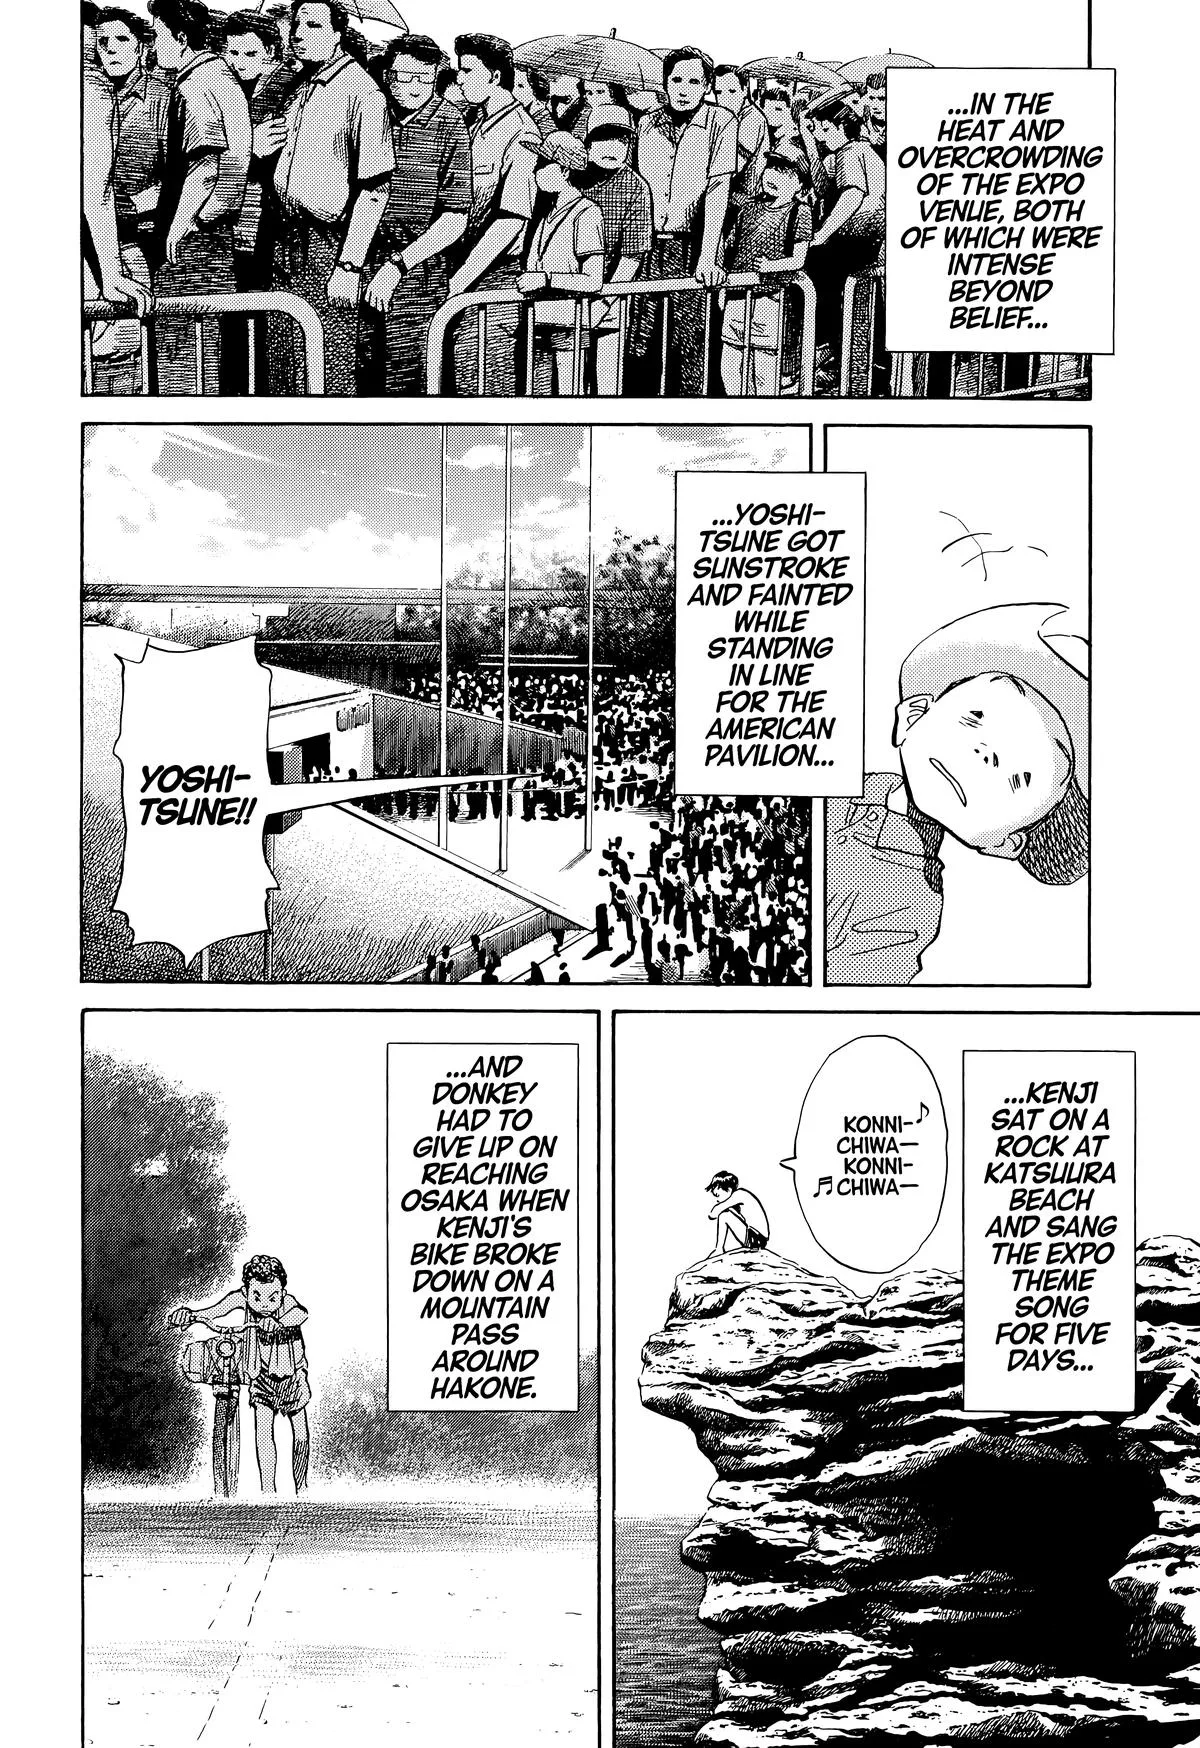 ...IN THE
HEAT AND
OVERCROWDING
OF THE EXPO
VENUE, BOTH
OF WHICH WERE
INTENSE
BEYOND
BELIEF...
...YOSHI-
TSUNE GOT
SUNSTROKE
AND FAINTED
WHILE
STANDING
IN LINE
FOR THE
AMERICAN
PAVILION...
YOSHI-
TSUNE!!
...KENJI
SAT ON A
ROCK AT
KATSUURA
BEACH
AND SANG
THE EXPO
THEME
SONG
FOR FIVE
DAYS...
KONNI-♪
CHIWA—
KONNI-
♬CHIWA—
...AND
DONKEY
HAD TO
GIVE UP ON
REACHING
OSAKA WHEN
KENJI'S
BIKE BROKE
DOWN ON A
MOUNTAIN
PASS
AROUND
HAKONE.